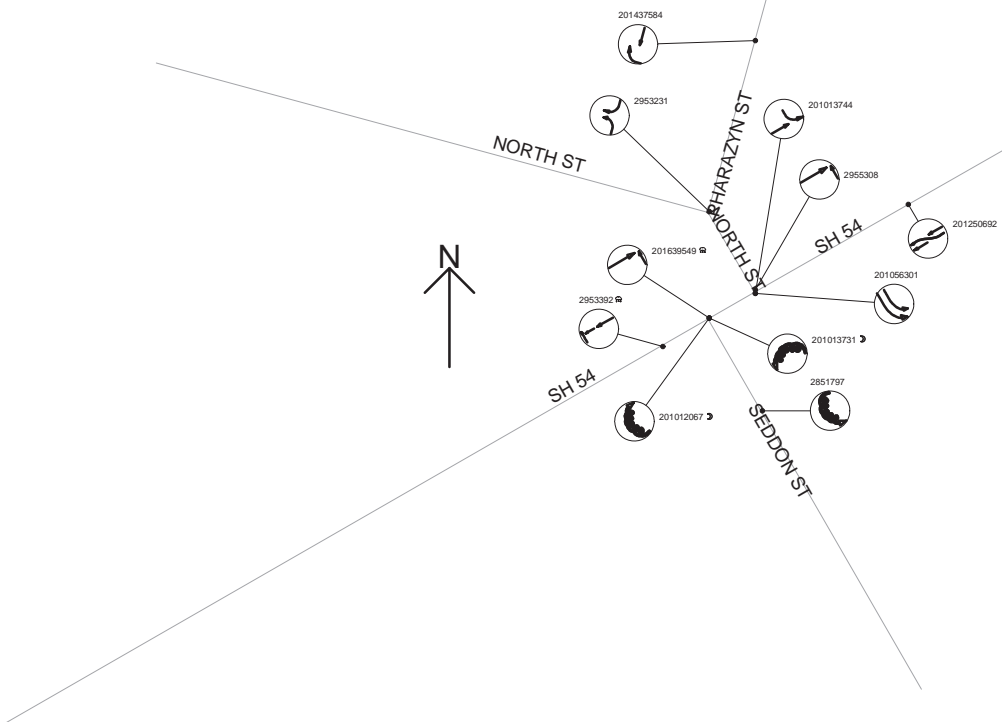 201437584
2953231
201013744
PHARAZYN ST
NORTH ST
2955308
NORTH ST
SH 54
201250692
N
201639549
201056301
2953392
201013731
SH 54
2851797
201012067
SEDDON ST